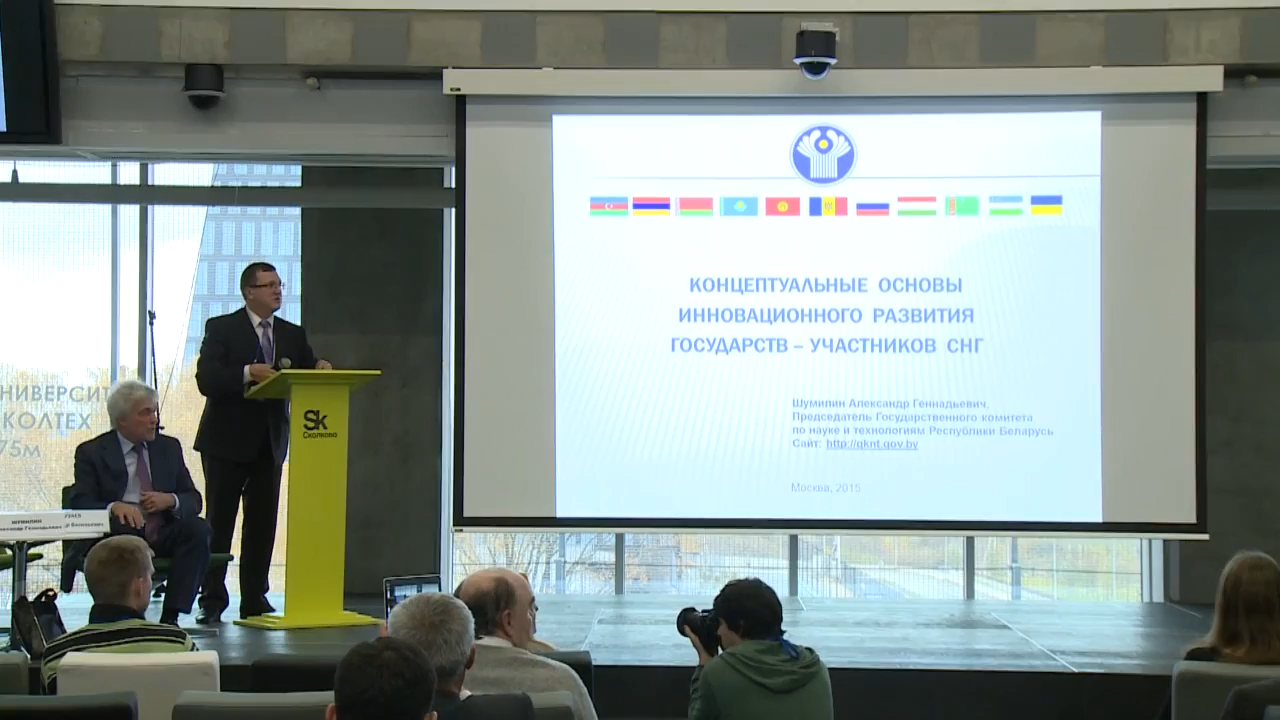 КОНЦЕПТУАЛЬНЫЕ ОСНОВЫ
ИННОВАЦИОННОГО РАЗВИТИЯ
ГОСУДАРСТВ – УЧАСТНИКОВ СНГ
Шумилин Александр Геннадьевич,
Председатель Государственного комитета
по науке и технологиям Республики Беларусь
Сайт: http://gknt.gov.by
Москва, 2015
Sk
Сколково
НИВЕРСИТ
КОЛТЕХ
75м
ШУМИЛИН